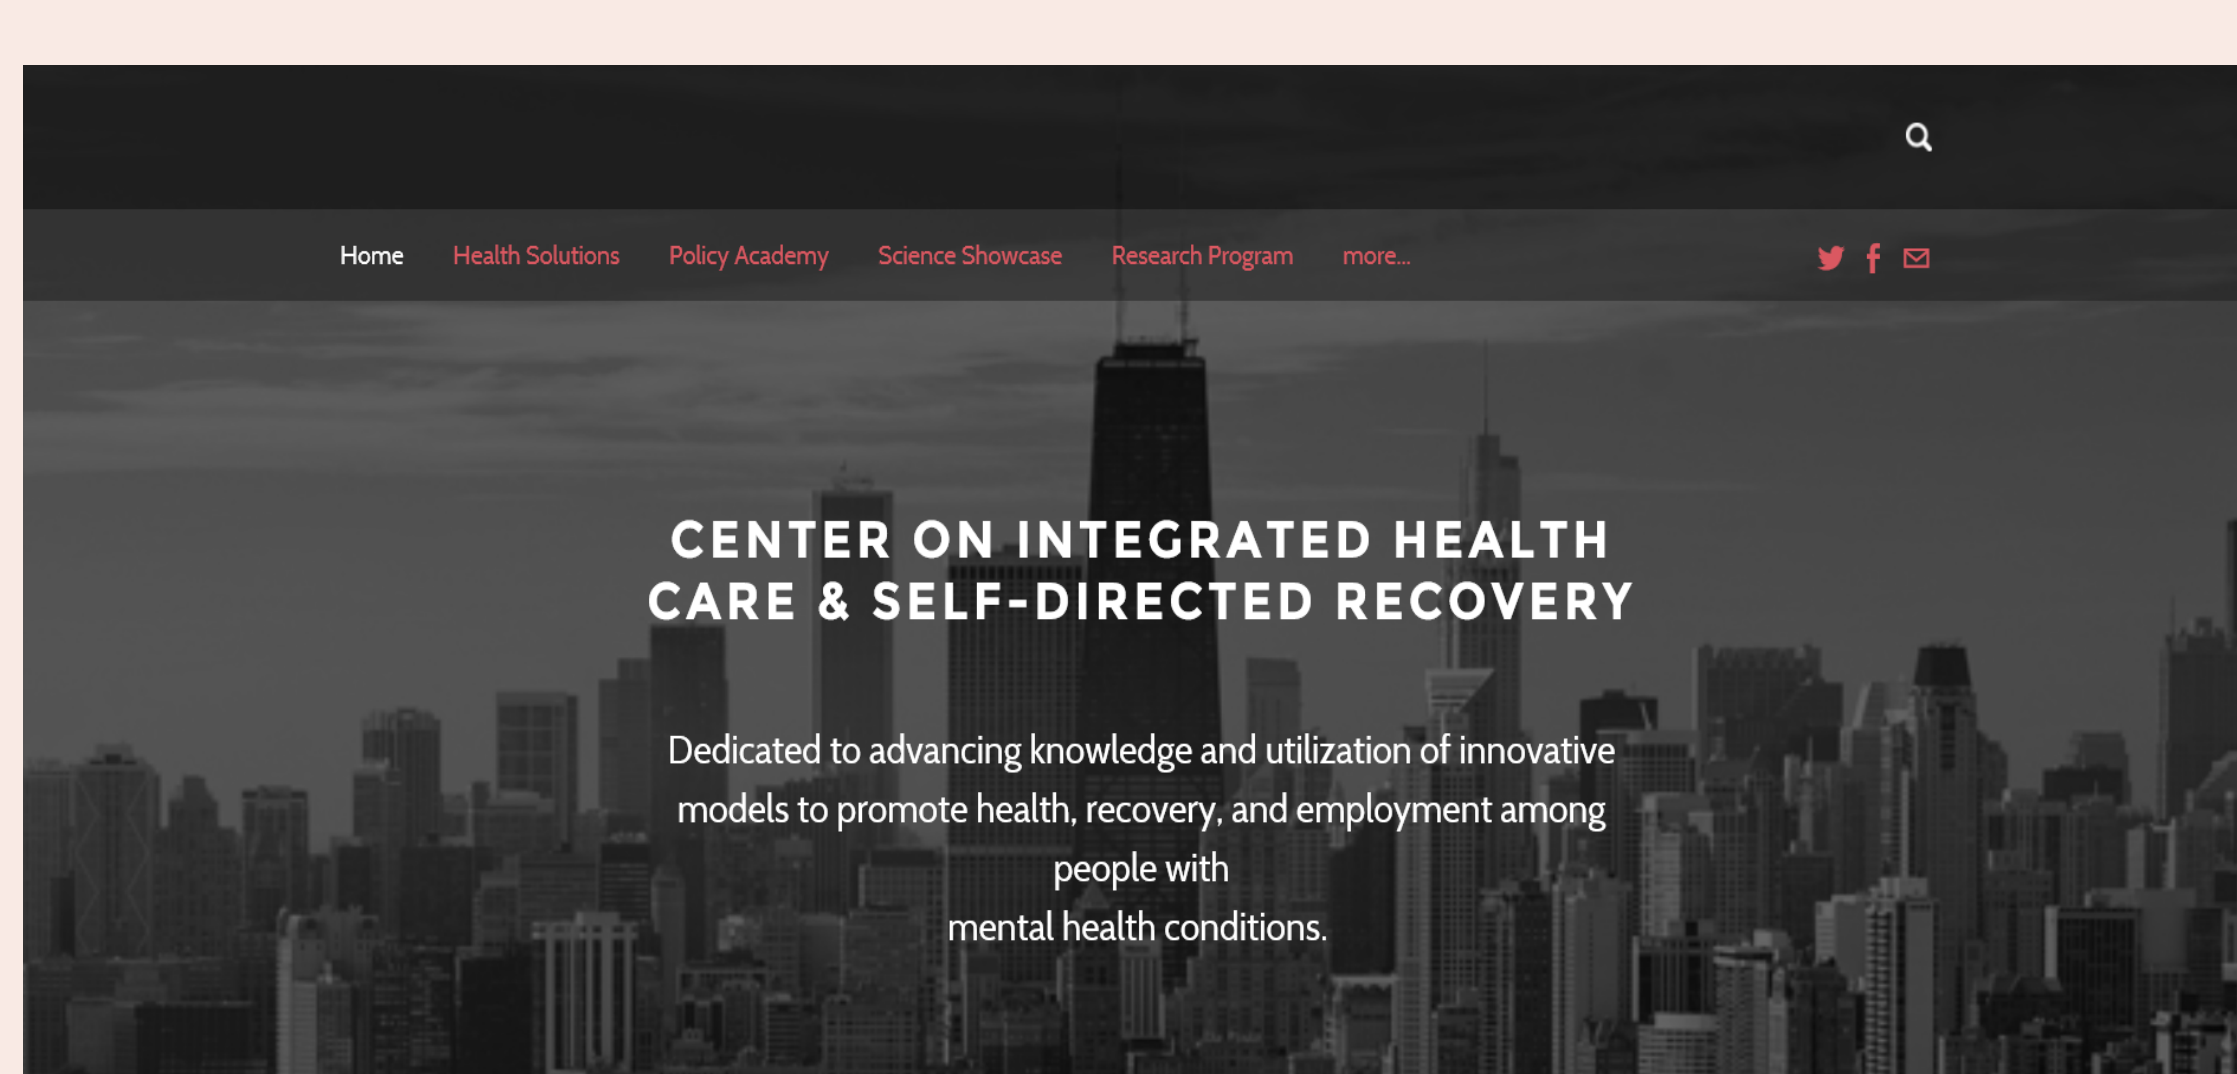 Home Health Solutions Policy Academy Science Showcase Research Program more...
CENTER ON INTEGRATED HEALTH
CARE & SELF-DIRECTED RECOVERY
Dedicated to advancing knowledge and utilization of innovative
models to promote health, recovery, and employment among
people with
mental health conditions.